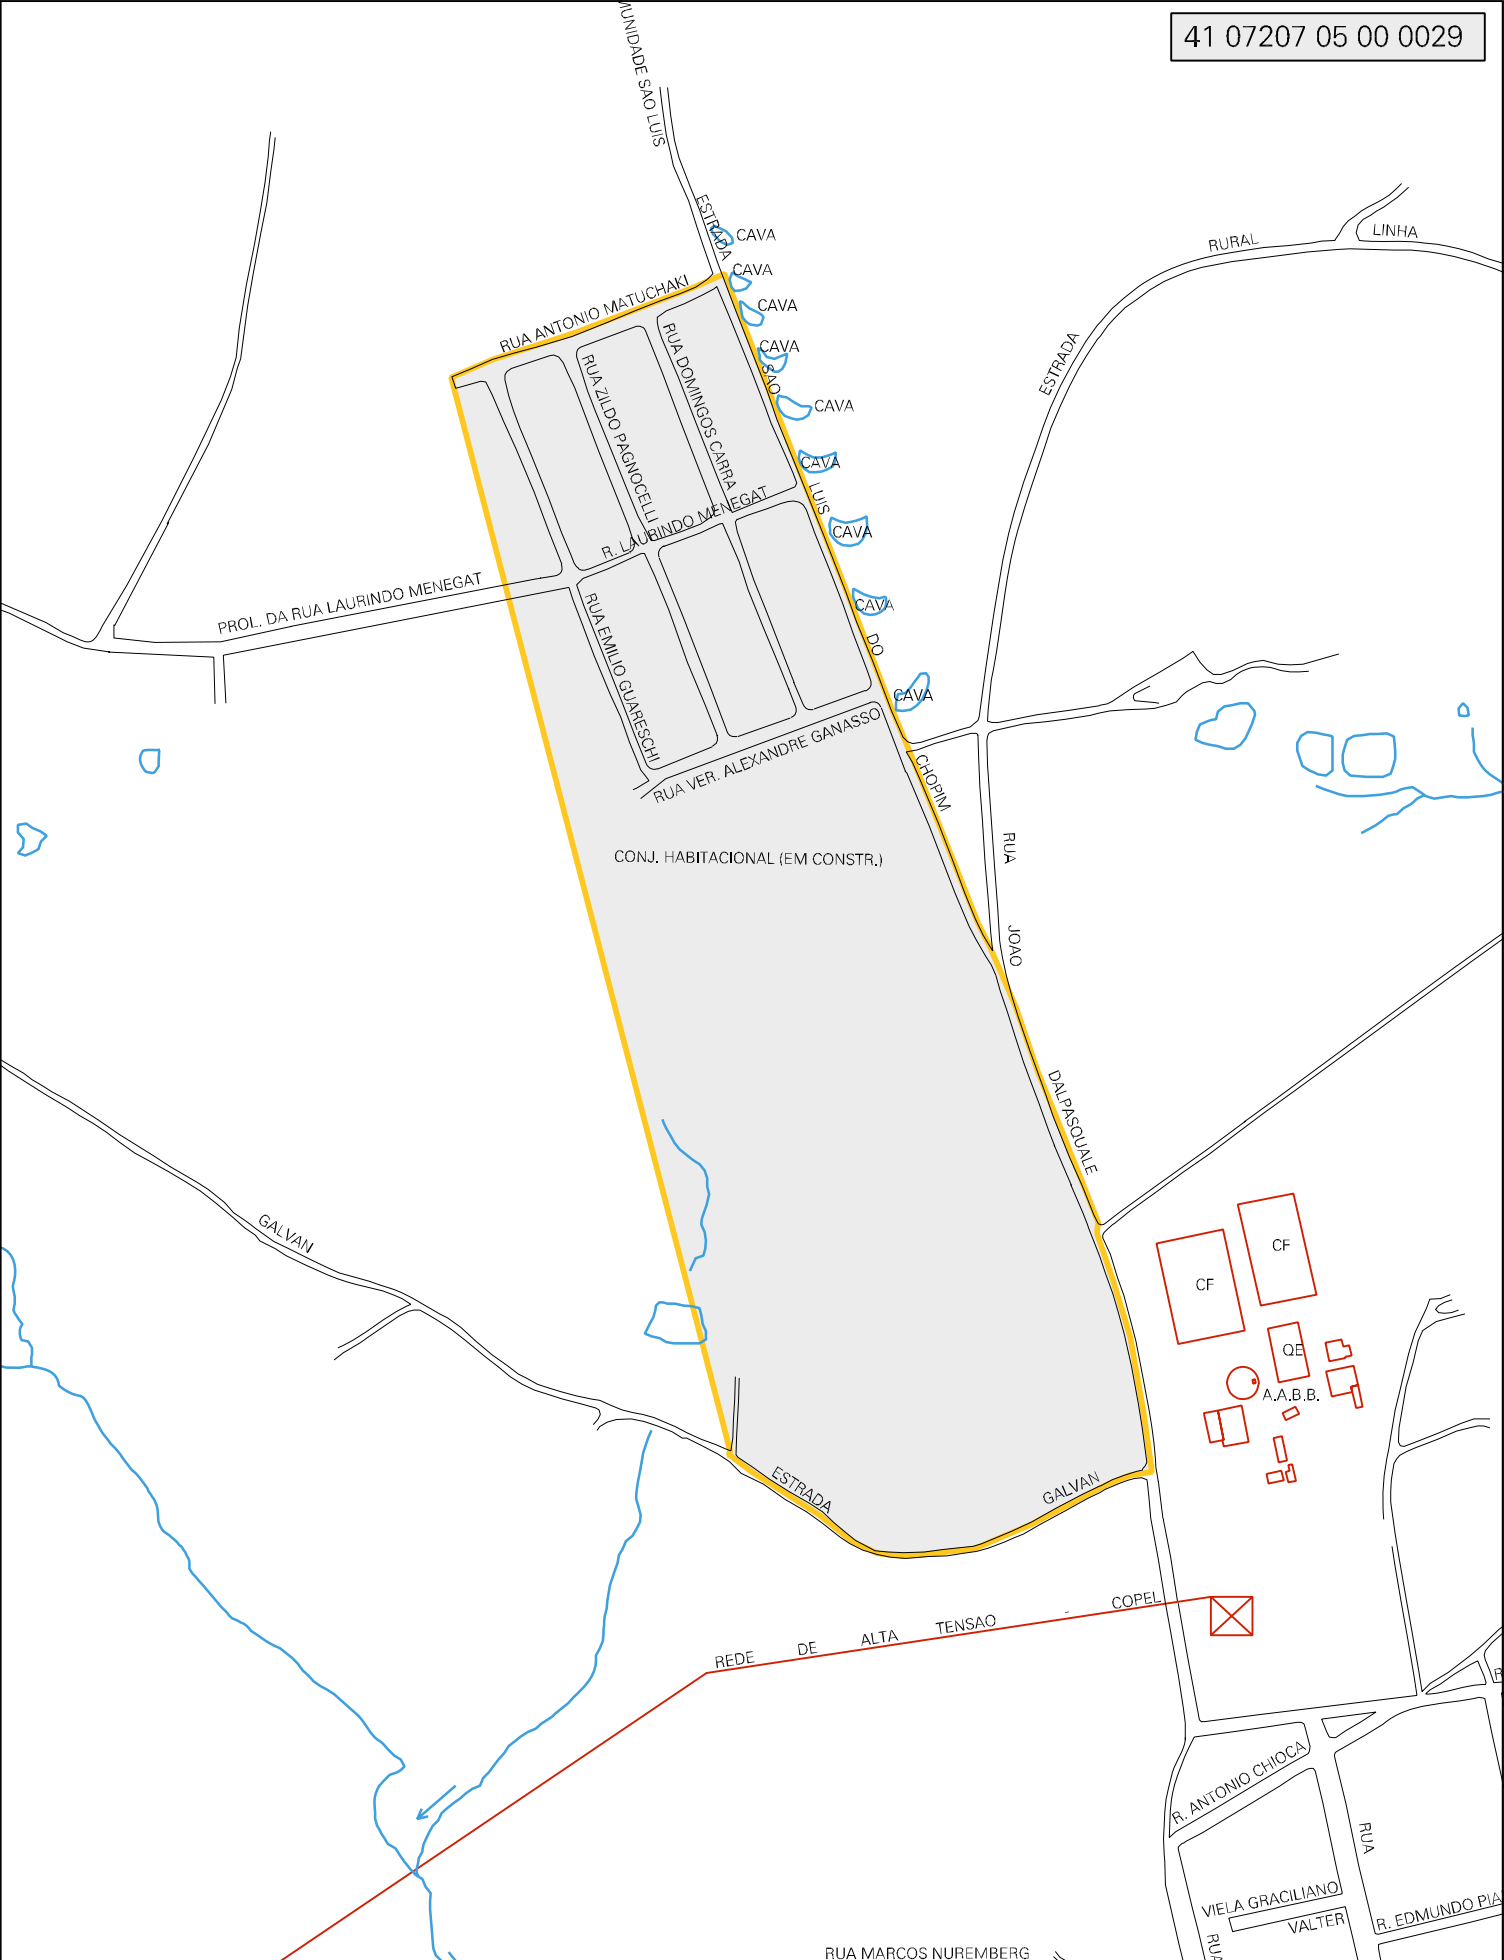 41 07207 05 00 0029
MUNIDADE SAO LUIS
ESTRADA
CAVA
CAVA
CAVA
CAVA
CAVA
CAVA
CAVA
CAVA
CAVA
SAO
LUIS
DO
CHOPIM
RURAL
LINHA
ESTRADA
RUA ANTONIO MATUCHAKI
RUA DOMINGOS CARRA
RUA ZILDO PAGNOCELLI
R. LAURINDO MENEGAT
PROL. DA RUA LAURINDO MENEGAT
RUA EMILIO GUARESCHI
RUA VER. ALEXANDRE GANASSO
CONJ. HABITACIONAL (EM CONSTR.)
RUA
JOAO
DALPASQUALE
GALVAN
CF
CF
QE
A.A.B.B.
ESTRADA
GALVAN
REDE DE ALTA TENSAO - COPEL
R. ANTONIO CHIOCA
RUA
R
VIELA GRACILIANO
VALTER
R. EDMUNDO PIA
RUA
RUA MARCOS NUREMBERG